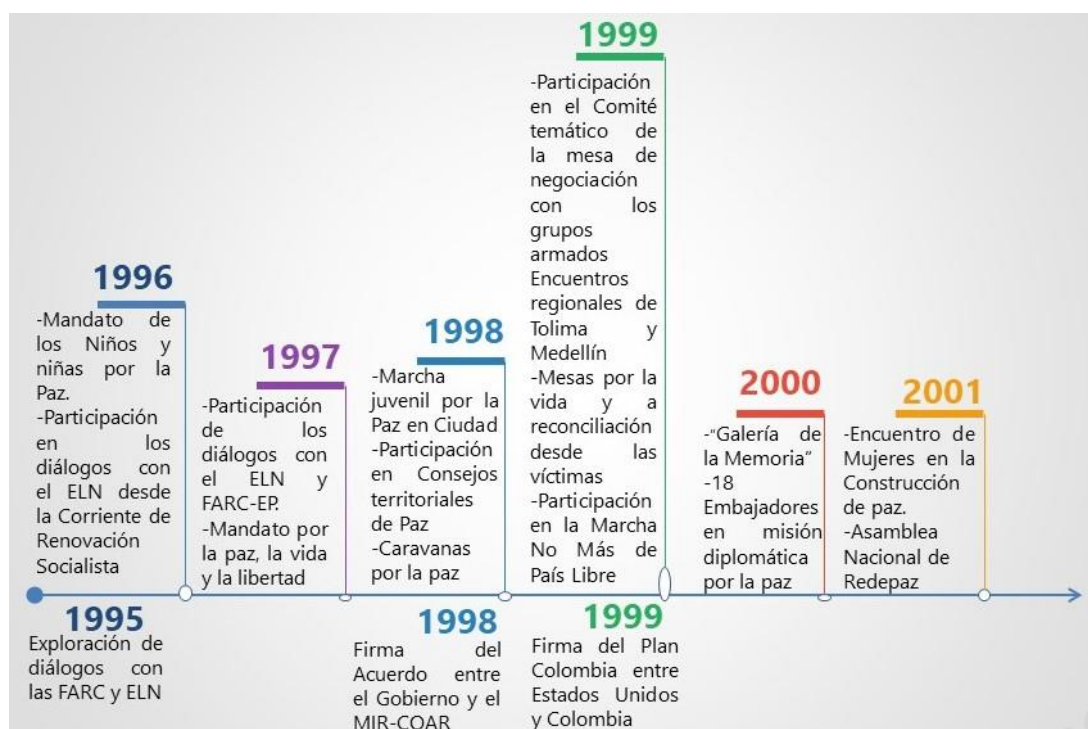 1996
-Mandato de
los Niños y
niñas por la
Paz.
-Participación
en los
diálogos con
el ELN desde
la Corriente de
Renovación
Socialista
1997
-Participación
de los
diálogos con
el ELN y
FARC-EP.
-Mandato por
la paz, la vida
y la libertad
1998
-Marcha
juvenil por la
Paz en Ciudad
-Participación
en Consejos
territoriales
de Paz
-Caravanas
por la paz
1999
-Participación
en el Comité
temático de
la mesa de
negociación
con los
grupos
armados
Encuentros
regionales de
Tolima y
Medellín
-Mesas por la
vida y a
reconciliación
desde las
víctimas
-Participación
en la Marcha
No Más de
País Libre
2000
-"Galería de
la Memoria"
-18
Embajadores
en misión
diplomática
por la paz
2001
-Encuentro de
Mujeres en la
Construcción
de paz.
-Asamblea
Nacional de
Redepaz
1995
Exploración de
diálogos con
las FARC y ELN
1998
Firma del
Acuerdo entre
el Gobierno y el
MIR-COAR
1999
Firma del Plan
Colombia entre
Estados Unidos
y Colombia